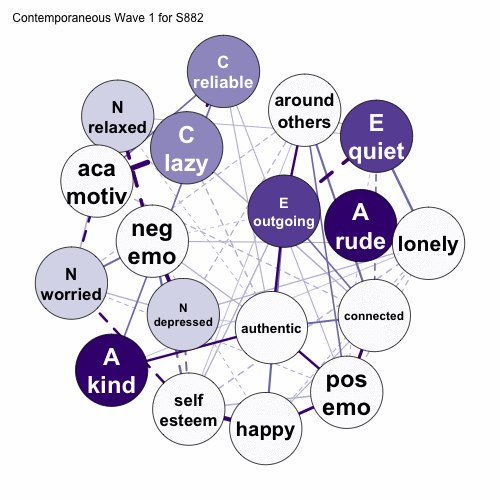 Contemporaneous Wave 1 for S882
C
reliable
N
relaxed
around
others
E
quiet
C
lazy
aca
motiv
E
outgoing
A
rude
neg
emo
lonely
N
worried
N
depressed
authentic
connected
A
kind
self
esteem
pos
emo
happy